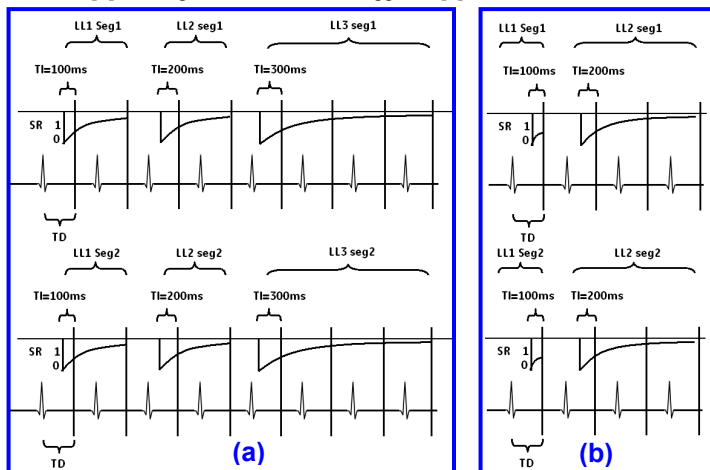 LL1 Seg1 LL2 seg1 LL3 seg1
TI=100ms TI=200ms TI=300ms
SR 1
0
TD
LL1 Seg2 LL2 seg2 LL3 seg2
TI=100ms TI=200ms TI=300ms
SR 1
0
TD
(a)
LL1 Seg1 LL2 seg1
TI=100ms TI=200ms
SR 1
0
TD
LL1 Seg2 LL2 seg2
TI=100ms TI=200ms
SR 1
0
TD
(b)